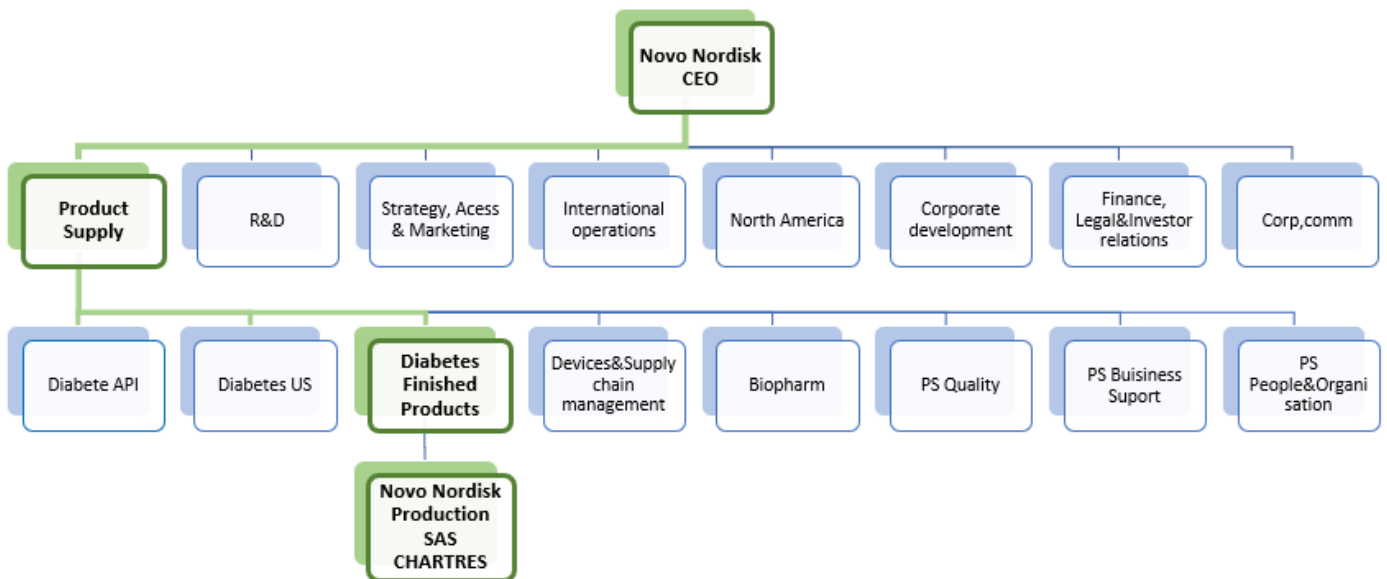 Novo Nordisk
CEO
Product
Supply
R&D
Strategy, Acess
& Marketing
International
operations
North America
Corporate
development
Finance,
Legal&Investor
relations
Corp,comm
Diabete API
Diabetes US
Diabetes
Finished
Products
Devices&Supply
chain
management
Biopharm
PS Quality
PS Buisiness
Suport
PS
People&Organi
sation
Novo Nordisk
Production
SAS
CHARTRES